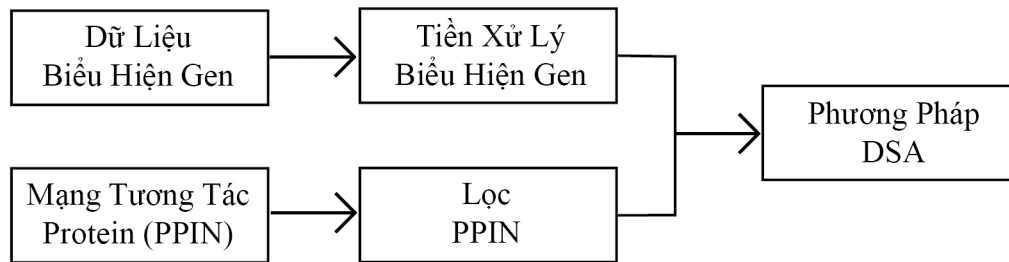 Dữ Liệu
Biểu Hiện Gen
Tiền Xử Lý
Biểu Hiện Gen
Phương Pháp
DSA
Mạng Tương Tác
Protein (PPIN)
Lọc
PPIN